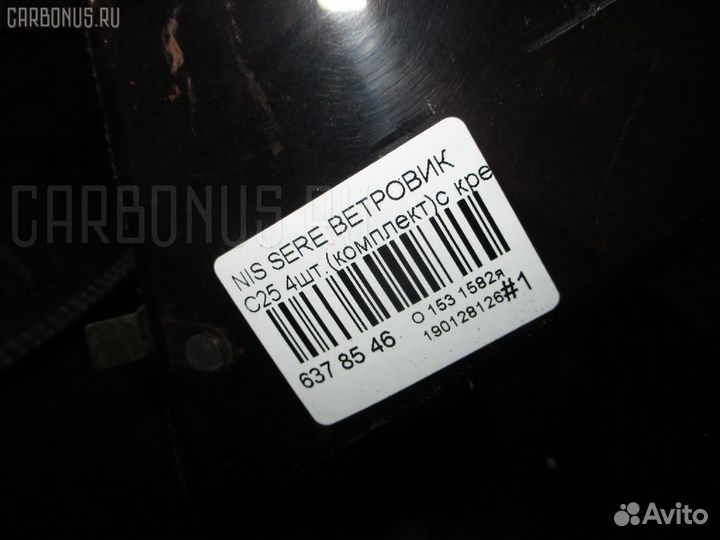 CARBONUS.RU
CARBONUS.RU
NIS SERE ВЕТРОВИК
C25 4шт.(комплект)с кре
637 85 46
O 153 1582я
190128126#1
Avito